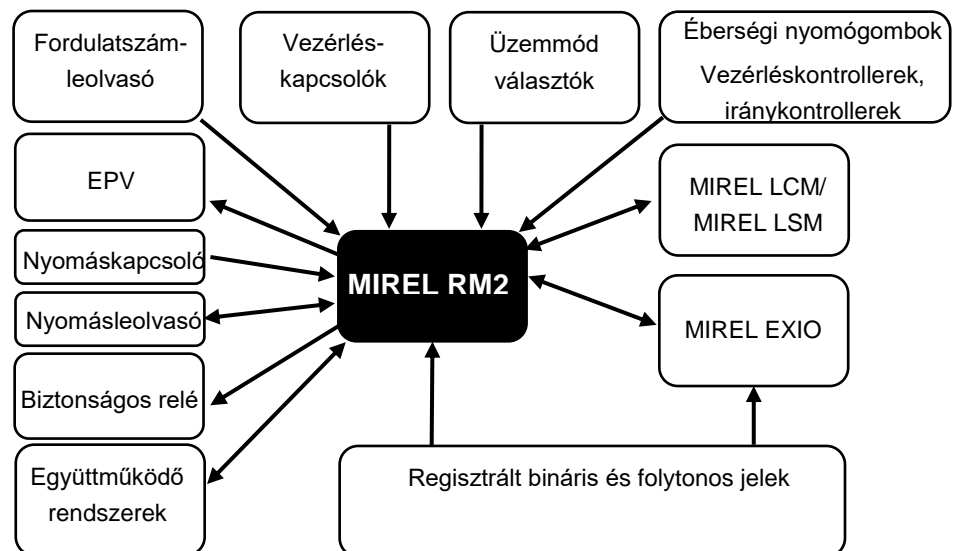 Fordulatszám-
leolvasó
Vezérlés-
kapcsolók
Üzemmód
választók
Éberségi nyomógombok
Vezérléskontrollerek,
iránykontrollerek
EPV
MIREL LCM/
MIREL LSM
Nyomáskapcsoló
MIREL RM2
Nyomásleolvasó
MIREL EXIO
Biztonságos relé
Együttműködő
rendszerek
Regisztrált bináris és folytonos jelek